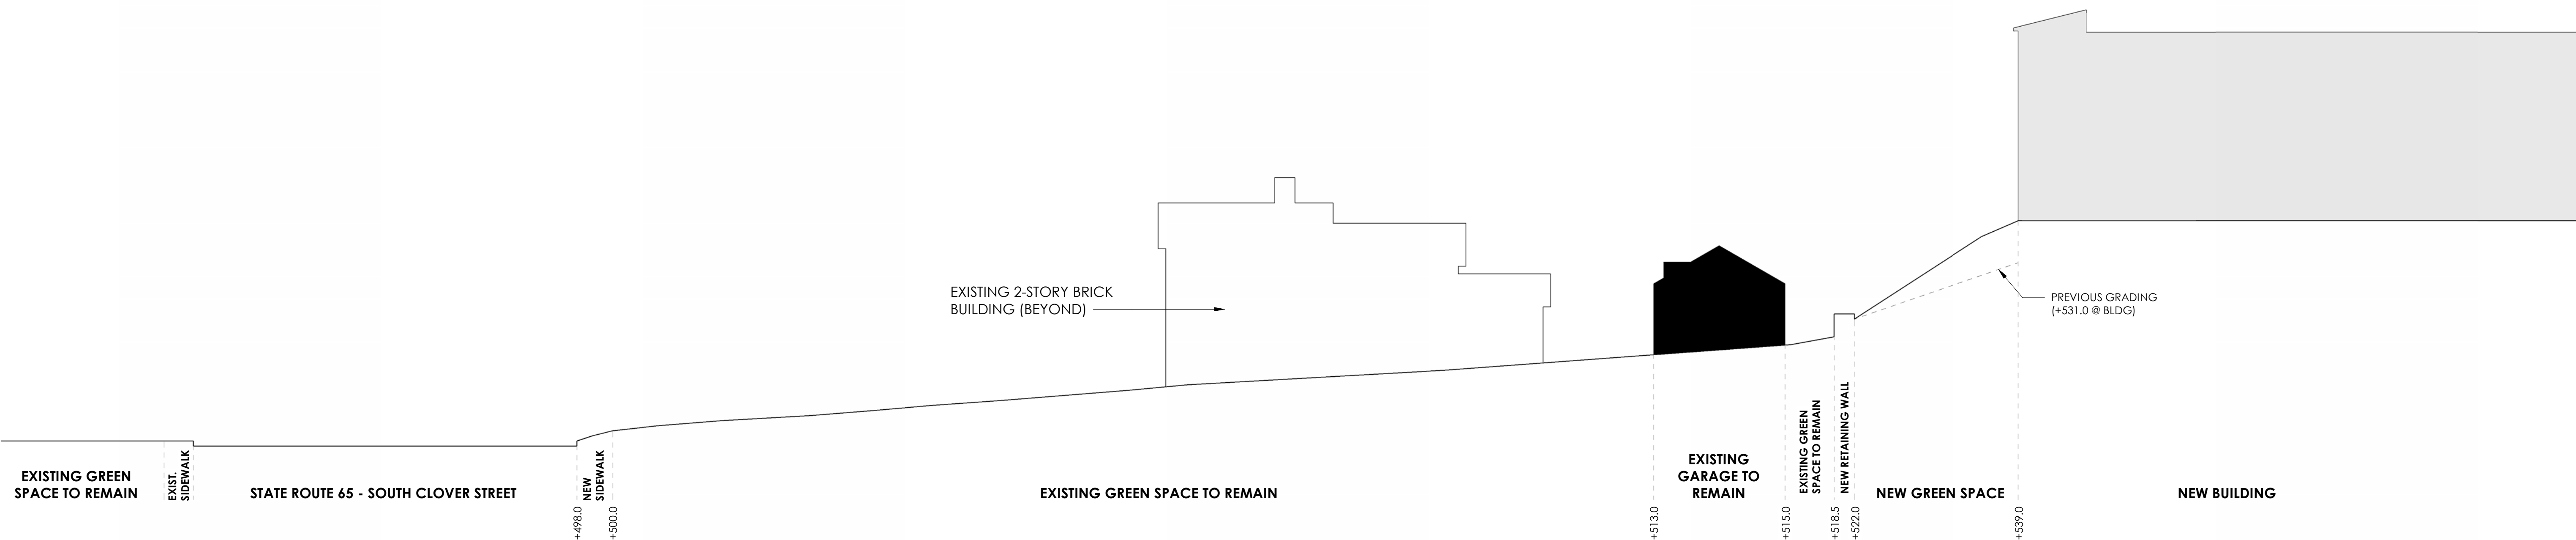 EXISTING 2-STORY BRICK
BUILDING (BEYOND)
PREVIOUS GRADING
(+531.0 @ BLDG)
EXISTING GREEN
SPACE TO REMAIN
EXIST.
SIDEWALK
STATE ROUTE 65 - SOUTH CLOVER STREET
NEW
SIDEWALK
EXISTING GREEN SPACE TO REMAIN
EXISTING
GARAGE TO
REMAIN
EXISTING GREEN
SPACE TO REMAIN
NEW RETAINING WALL
NEW GREEN SPACE
NEW BUILDING
+498.0
+500.0
+513.0
+515.0
+518.5
+522.0
+539.0